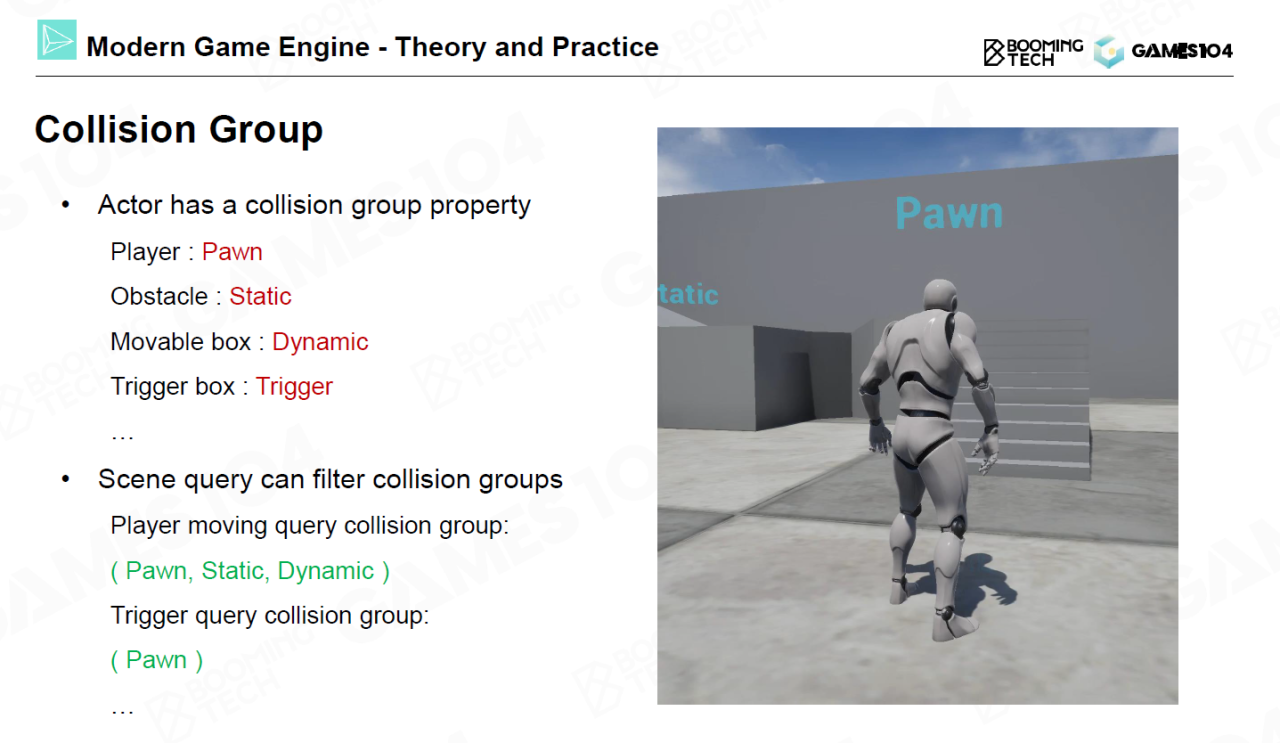 Modern Game Engine - Theory and Practice
BOOMING
TECH
GAMES104
Collision Group
• Actor has a collision group property
Player : Pawn
Obstacle : Static
Movable box : Dynamic
Trigger box : Trigger
…
• Scene query can filter collision groups
Player moving query collision group:
( Pawn, Static, Dynamic )
Trigger query collision group:
( Pawn )
…
Pawn
tatic